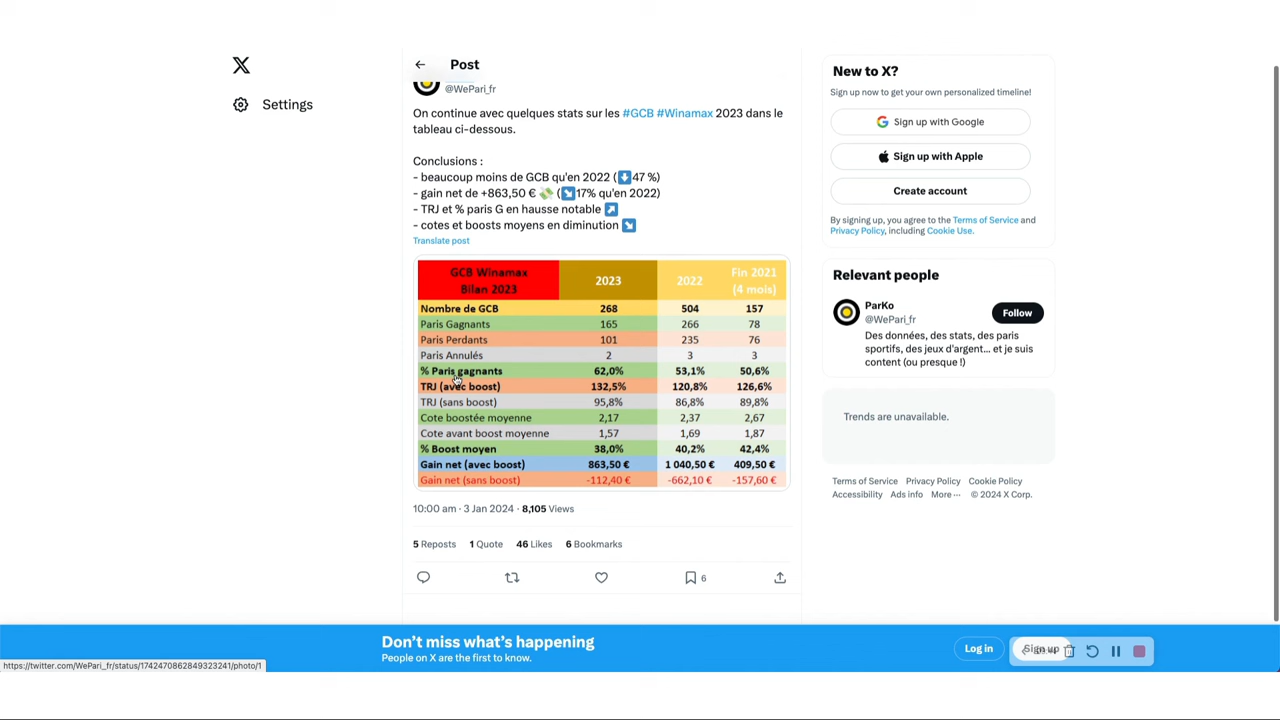 Settings
Post
@WePari_fr
On continue avec quelques stats sur les #GCB #Winamax 2023 dans le
tableau ci-dessous.
Conclusions :
- beaucoup moins de GCB qu'en 2022 (⬇️47 %)
- gain net de +863,50 € 💸 (↘️17% qu'en 2022)
- TRJ et % paris G en hausse notable ↗️
- cotes et boosts moyens en diminution ↘️
Translate post
GCB Winamax
Bilan 2023
2023 2022 Fin 2021
(4 mois)
Nombre de GCB 268 504 157
Paris Gagnants 165 266 78
Paris Perdants 101 235 76
Paris Annulés 2 3 3
% Paris gagnants 62,0% 53,1% 50,6%
TRJ (avec boost) 132,5% 120,8% 126,6%
TRJ (sans boost) 95,8% 86,8% 89,8%
Cote boostée moyenne 2,17 2,37 2,67
Cote avant boost moyenne 1,57 1,69 1,87
% Boost moyen 38,0% 40,2% 42,4%
Gain net (avec boost) 863,50 € 1 040,50 € 409,50 €
Gain net (sans boost) -112,40 € -662,10 € -157,60 €
10:00 am · 3 Jan 2024 · 8,105 Views
5 Reposts 1 Quote 46 Likes 6 Bookmarks
6
New to X?
Sign up now to get your own personalized timeline!
Sign up with Google
Sign up with Apple
Create account
By signing up, you agree to the Terms of Service and
Privacy Policy, including Cookie Use.
Relevant people
ParKo
@WePari_fr
Follow
Des données, des stats, des paris
sportifs, des jeux d'argent... et je suis
content (ou presque !)
Trends are unavailable.
Terms of Service Privacy Policy Cookie Policy
Accessibility Ads info More ··· © 2024 X Corp.
Don't miss what's happening
People on X are the first to know.
Log in
Sign up
https://twitter.com/WePari_fr/status/1742470862849323241/photo/1